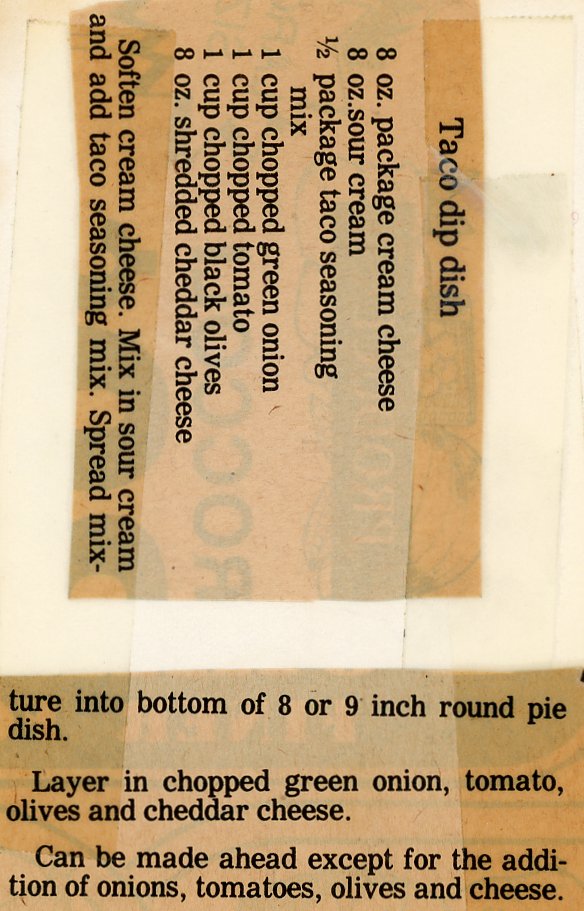 Taco dip dish
8 oz. package cream cheese
8 oz.sour cream
½ package taco seasoning
mix
1 cup chopped green onion
1 cup chopped tomato
1 cup chopped black olives
8 oz. shredded cheddar cheese
Soften cream cheese. Mix in sour cream
and add taco seasoning mix. Spread mix-
ture into bottom of 8 or 9 inch round pie
dish.
Layer in chopped green onion, tomato,
olives and cheddar cheese.
Can be made ahead except for the addi-
tion of onions, tomatoes, olives and cheese.